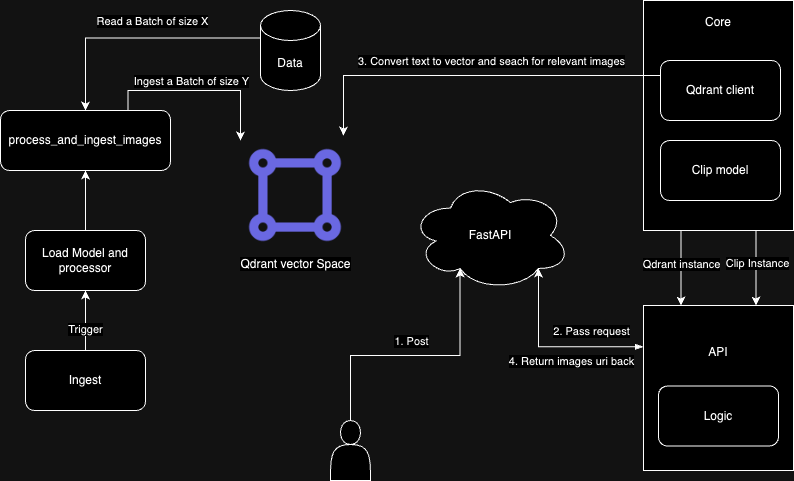 Read a Batch of size X
Data
Ingest a Batch of size Y
process_and_ingest_images
Load Model and
processor
Trigger
Ingest
Qdrant vector Space
3. Convert text to vector and seach for relevant images
Core
Qdrant client
Clip model
FastAPI
Qdrant instance
Clip Instance
1. Post
2. Pass request
4. Return images uri back
API
Logic